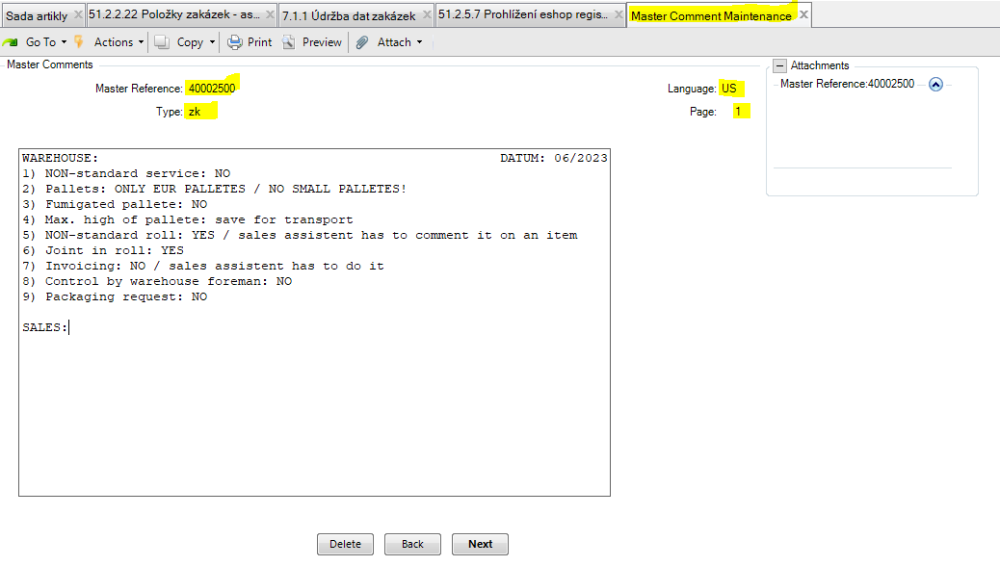 Sada artikly
51.2.2.22 Položky zakázek - as...
7.1.1 Údržba dat zakázek
51.2.5.7 Prohlížení eshop regis...
Master Comment Maintenance
Go To
Actions
Copy
Print
Preview
Attach
Master Comments
Master Reference: 40002500
Language: US
Type: zk
Page: 1
Attachments
Master Reference:40002500
WAREHOUSE: DATUM: 06/2023
1) NON-standard service: NO
2) Pallets: ONLY EUR PALLETES / NO SMALL PALLETES!
3) Fumigated pallete: NO
4) Max. high of pallete: save for transport
5) NON-standard roll: YES / sales assistent has to comment it on an item
6) Joint in roll: YES
7) Invoicing: NO / sales assistent has to do it
8) Control by warehouse foreman: NO
9) Packaging request: NO
SALES:
Delete
Back
Next